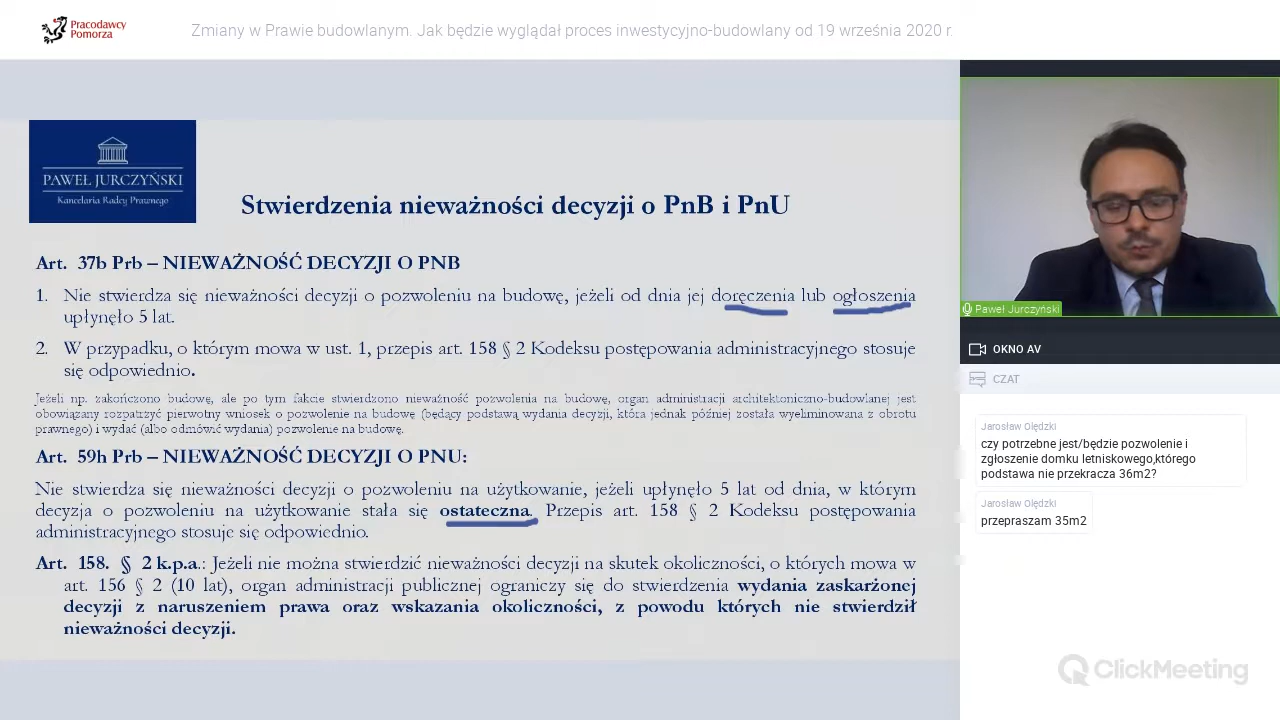 Pracodawcy
Pomorza
Zmiany w Prawie budowlanym. Jak będzie wyglądał proces inwestycyjno-budowlany od 19 września 2020 r.
PAWEŁ JURCZYŃSKI
Kancelaria Radcy Prawnego
Stwierdzenia nieważności decyzji o PnB i PnU
Art. 37b Prb – NIEWAŻNOŚĆ DECYZJI O PNB
1. Nie stwierdza się nieważności decyzji o pozwoleniu na budowę, jeżeli od dnia jej doręczenia lub ogłoszenia
upłynęło 5 lat.
2. W przypadku, o którym mowa w ust. 1, przepis art. 158 § 2 Kodeksu postępowania administracyjnego stosuje
się odpowiednio.
Jeżeli np. zakończono budowę, ale po tym fakcie stwierdzono nieważność pozwolenia na budowę, organ administracji architektoniczno-budowlanej jest
obowiązany rozpatrzyć pierwotny wniosek o pozwolenie na budowę (będący podstawą wydania decyzji, która jednak później została wyeliminowana z obrotu
prawnego) i wydać (albo odmówić wydania) pozwolenie na budowę.
Art. 59h Prb – NIEWAŻNOŚĆ DECYZJI O PNU:
Nie stwierdza się nieważności decyzji o pozwoleniu na użytkowanie, jeżeli upłynęło 5 lat od dnia, w którym
decyzja o pozwoleniu na użytkowanie stała się ostateczna. Przepis art. 158 § 2 Kodeksu postępowania
administracyjnego stosuje się odpowiednio.
Art. 158. § 2 k.p.a.: Jeżeli nie można stwierdzić nieważności decyzji na skutek okoliczności, o których mowa w
art. 156 § 2 (10 lat), organ administracji publicznej ograniczy się do stwierdzenia wydania zaskarżonej
decyzji z naruszeniem prawa oraz wskazania okoliczności, z powodu których nie stwierdził
nieważności decyzji.
Paweł Jurczyński
OKNO AV
CZAT
Jarosław Olędzki
czy potrzebne jest/będzie pozwolenie i
zgłoszenie domku letniskowego,którego
podstawa nie przekracza 36m2?
Jarosław Olędzki
przepraszam 35m2
ClickMeeting